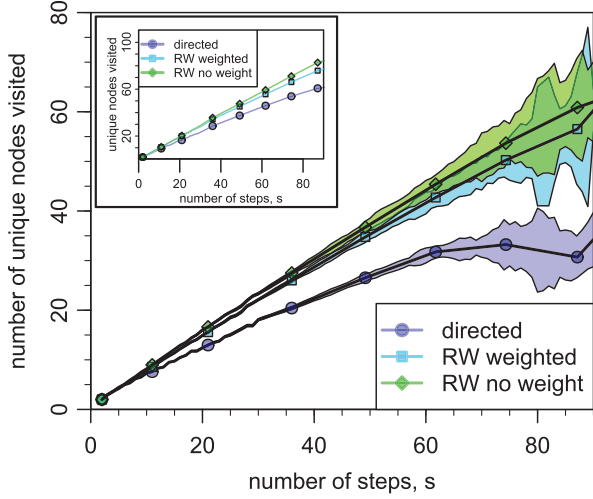 number of unique nodes visited
80
60
40
20
0
0 20 40 60 80
number of steps, s
directed
RW weighted
RW no weight
unique nodes visited
100
60
20
0 20 40 60 80
number of steps, s
directed
RW weighted
RW no weight